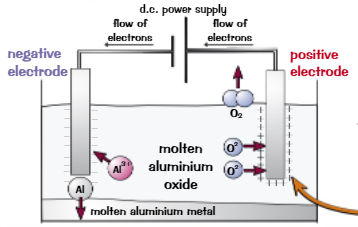 d.c. power supply
flow of
electrons
flow of
electrons
negative
electrode
positive
electrode
O₂
Al³⁺
molten
aluminium
oxide
O²⁻
O²⁻
Al
molten aluminium metal